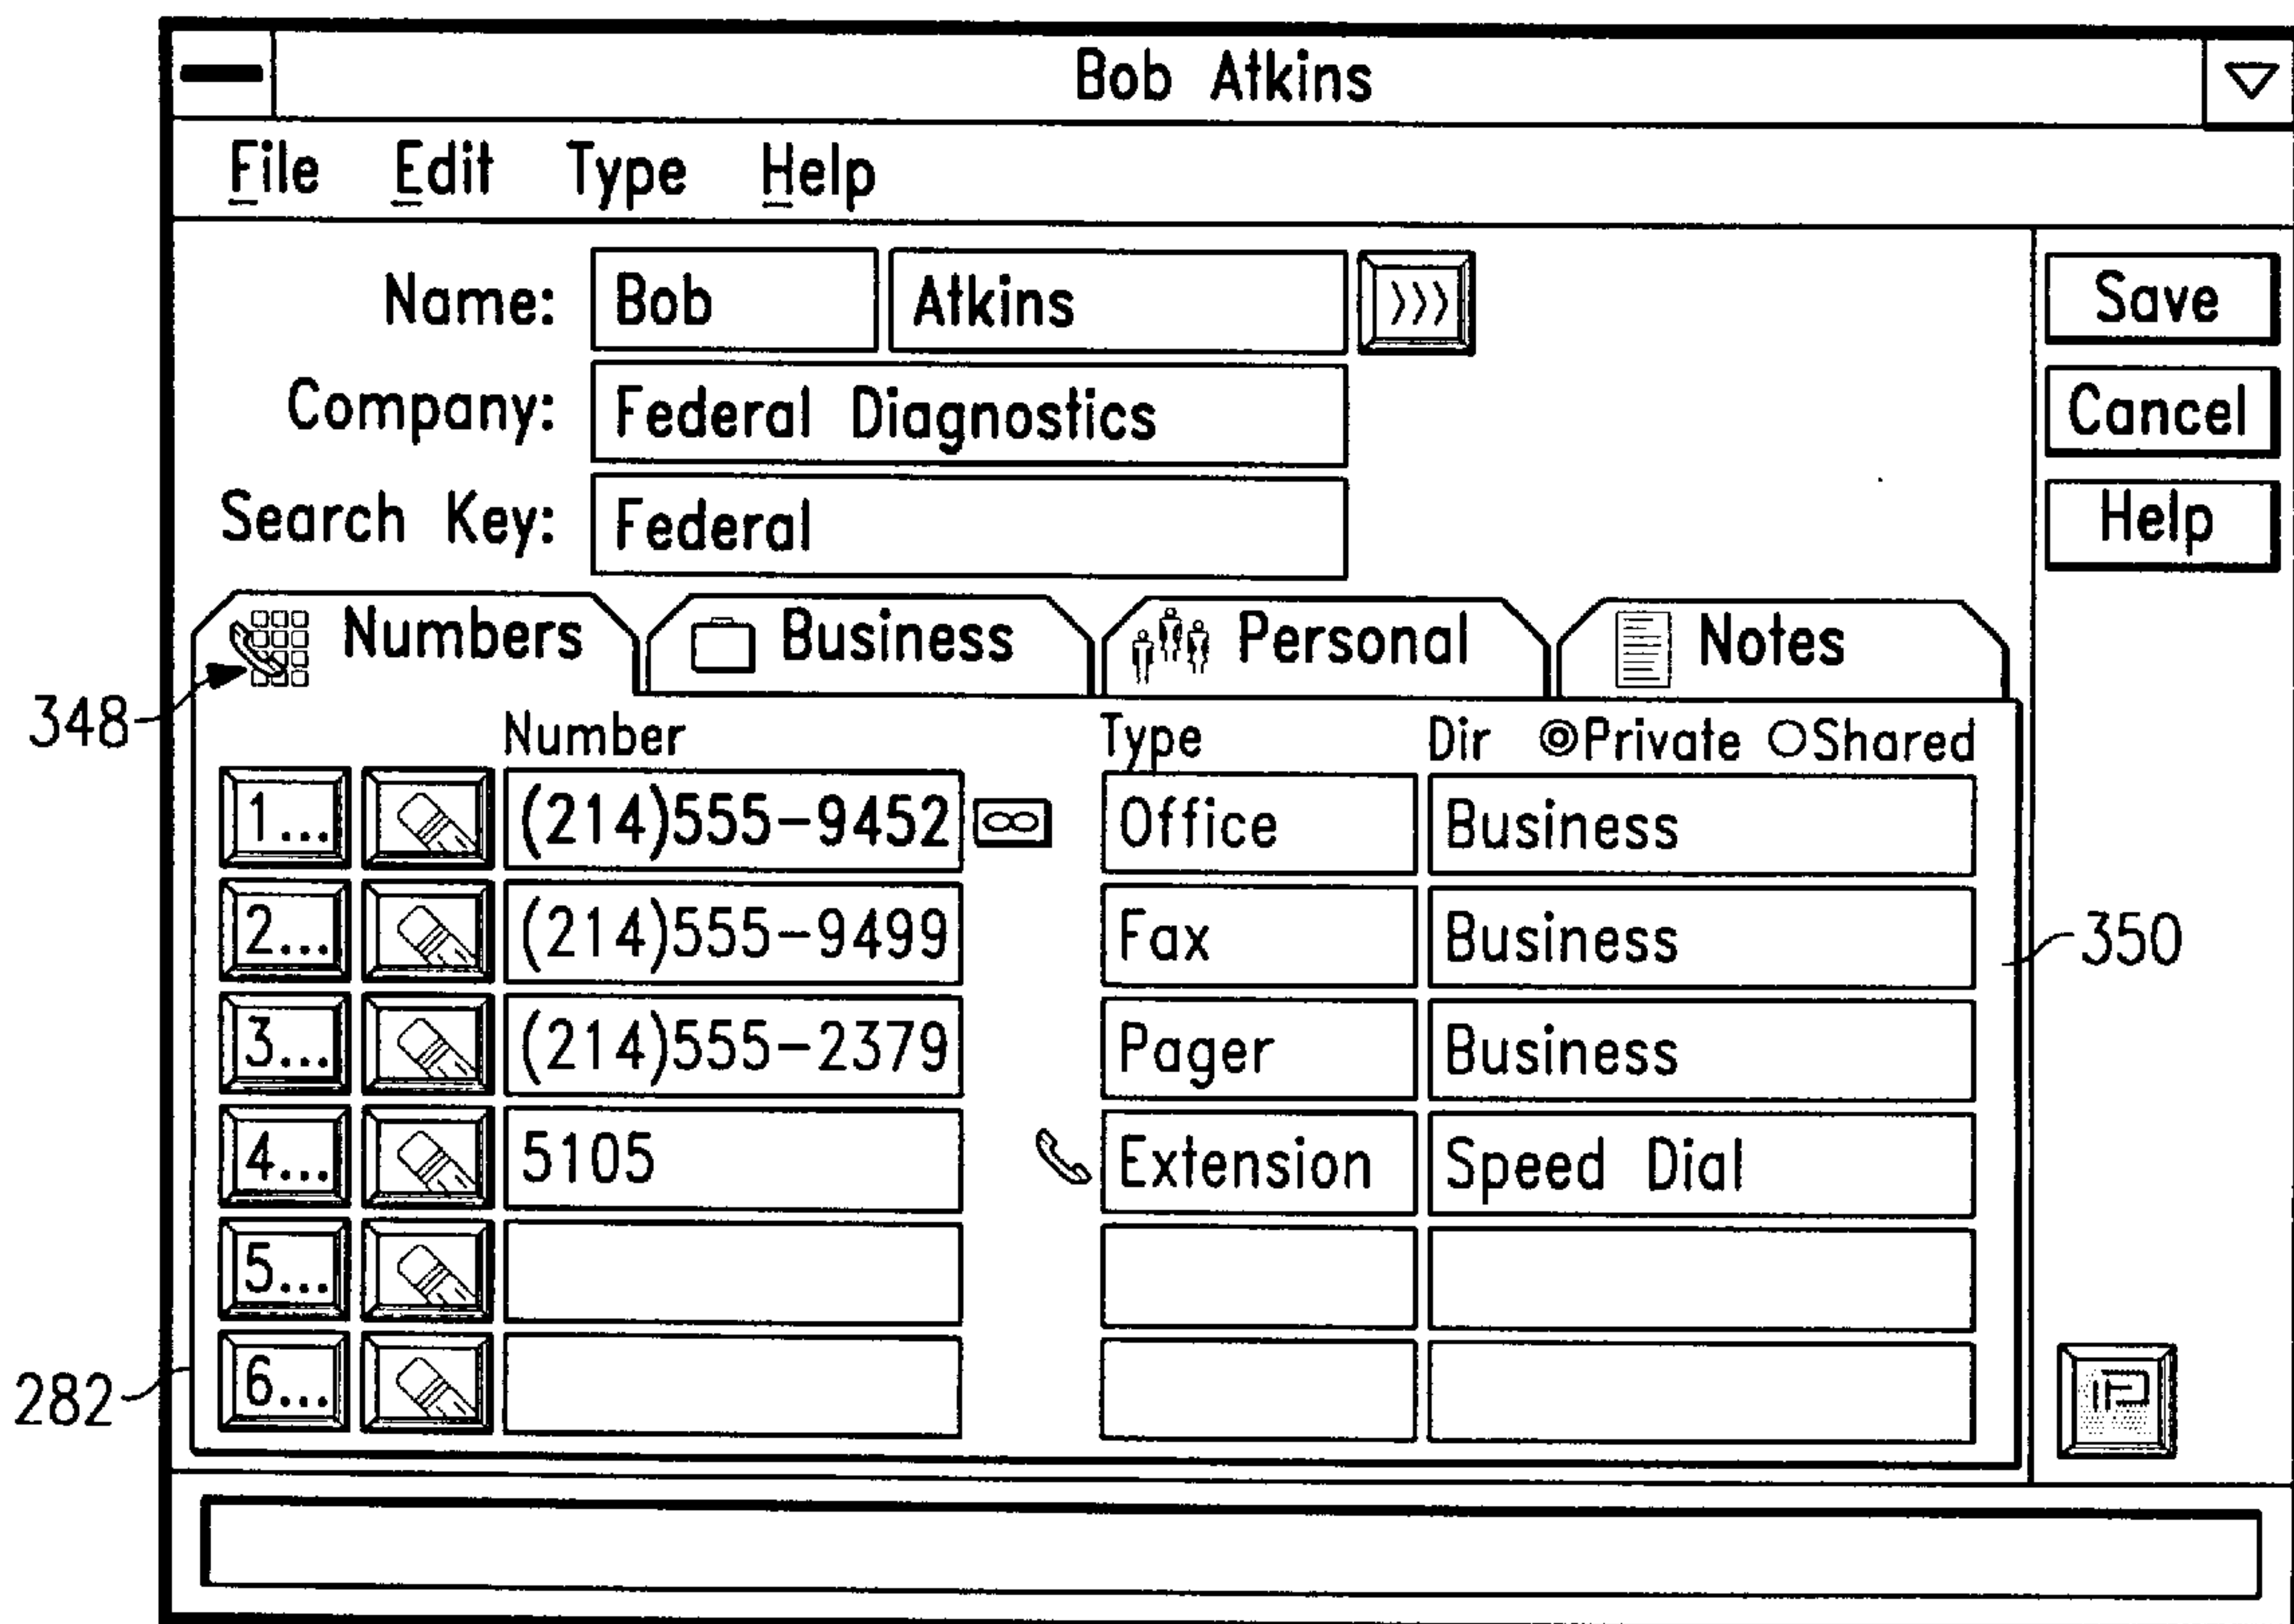 Bob Atkins
File Edit Type Help
Name: Bob Atkins >>> Save
Company: Federal Diagnostics Cancel
Search Key: Federal Help
Numbers Business Personal Notes
348
Number Type Dir Private Shared
1... (214)555-9452 Office Business
2... (214)555-9499 Fax Business
350
3... (214)555-2379 Pager Business
4... 5105 Extension Speed Dial
5...
6...
282